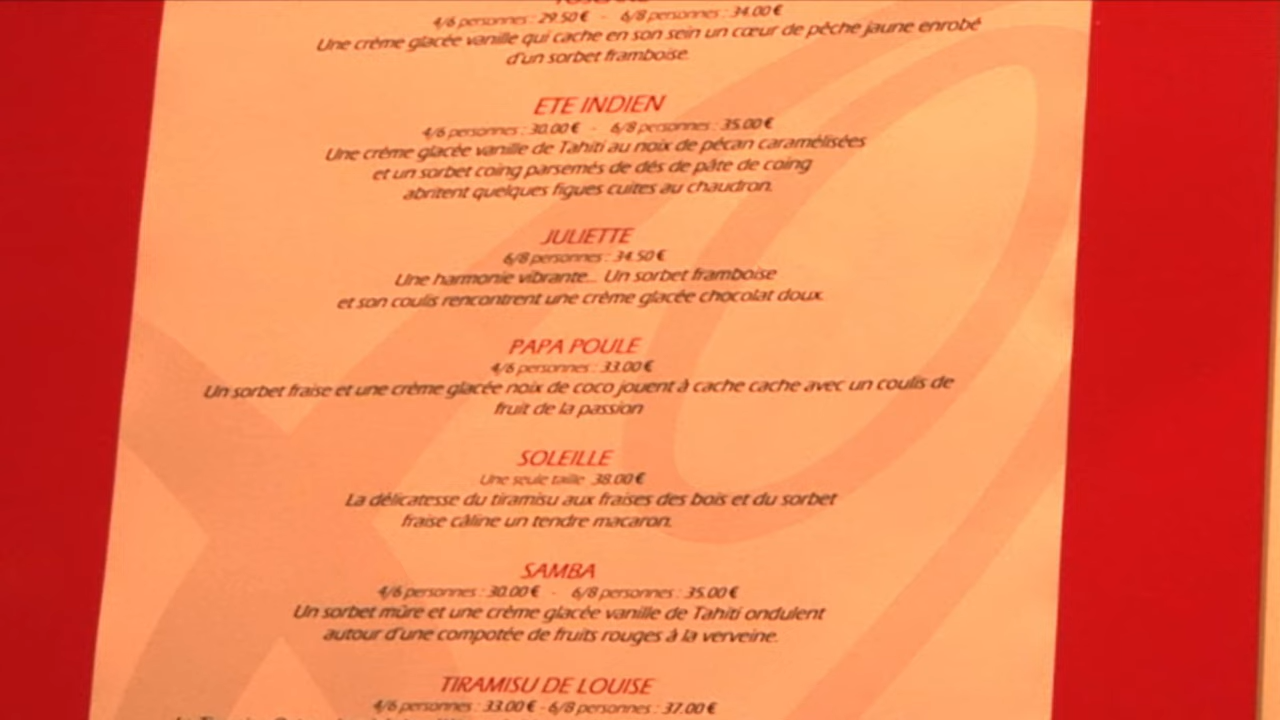 4/6 personnes : 29.50 € - 6/8 personnes : 34.00 €
Une crème glacée vanille qui cache en son sein un cœur de pêche jaune enrobé
d'un sorbet framboise.
ETE INDIEN
4/6 personnes : 30.00 € - 6/8 personnes : 35.00 €
Une crème glacée vanille de Tahiti au noix de pécan caramélisées
et un sorbet coing parsemés de dés de pâte de coing
abritent quelques figues cuites au chaudron.
JULIETTE
6/8 personnes : 34.50 €
Une harmonie vibrante... Un sorbet framboise
et son coulis rencontrent une crème glacée chocolat doux.
PAPA POULE
4/6 personnes : 33.00 €
Un sorbet fraise et une crème glacée noix de coco jouent à cache cache avec un coulis de
fruit de la passion
SOLEILLE
Une seule taille 38.00 €
La délicatesse du tiramisu aux fraises des bois et du sorbet
fraise câline un tendre macaron.
SAMBA
4/6 personnes : 30.00 € - 6/8 personnes : 35.00 €
Un sorbet mûre et une crème glacée vanille de Tahiti ondulent
autour d'une compotée de fruits rouges à la verveine.
TIRAMISU DE LOUISE
4/6 personnes : 33.00 € - 6/8 personnes : 37.00 €